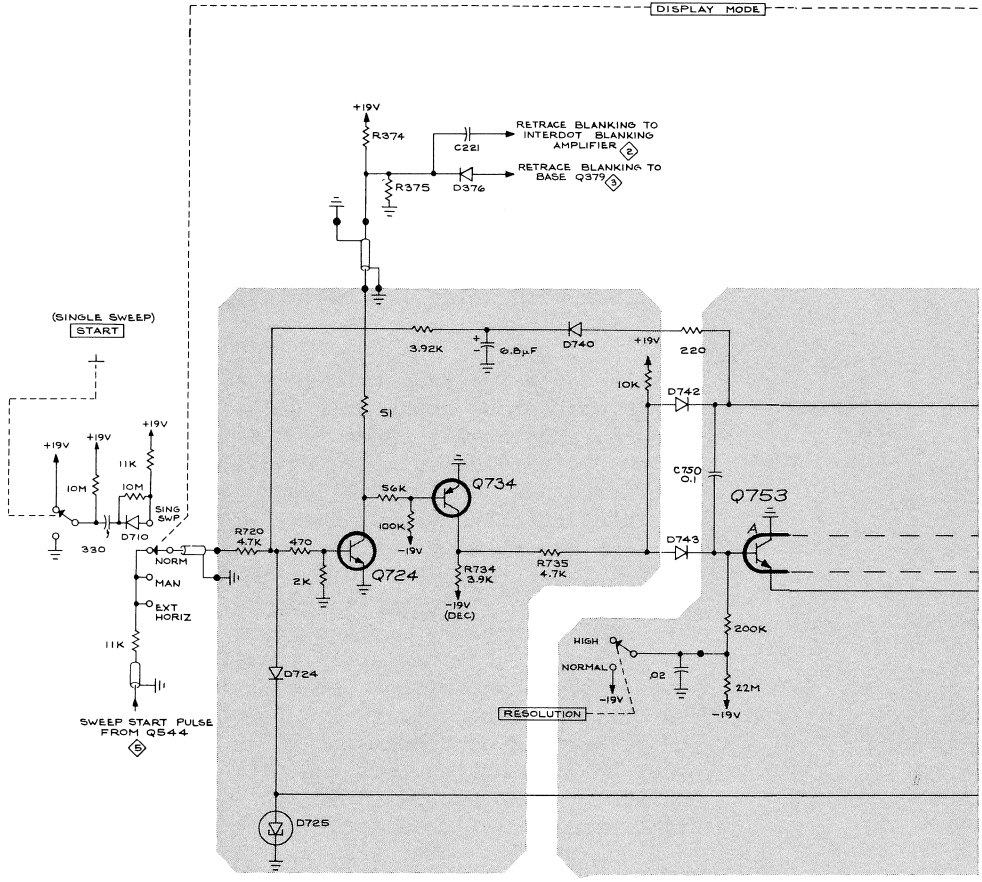 DISPLAY MODE
+19V
R374
C221
RETRACE BLANKING TO
INTERDOT BLANKING
AMPLIFIER
2
R375
D376
RETRACE BLANKING TO
BASE Q379
3
(SINGLE SWEEP)
START
3.92K
+
-
6.8µF
D740
+19V
220
10K
D742
51
+19V
+19V
+19V
11K
10M
10M
SING
SWP
330
D710
C750
0.1
56K
Q734
Q753
A
100K
-19V
R720
4.7K
470
NORM
2K
Q724
R734
3.9K
-19V
(DEC)
R735
4.7K
D743
MAN
EXT
HORIZ
11K
200K
HIGH
NORMAL
.02
-19V
22M
-19V
RESOLUTION
D724
SWEEP START PULSE
FROM Q544
5
D725